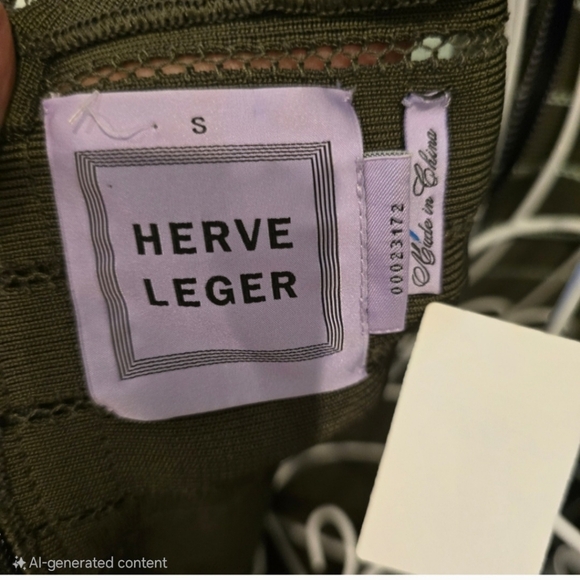 S
HERVE
LEGER
00023172
Made in China
AI-generated content